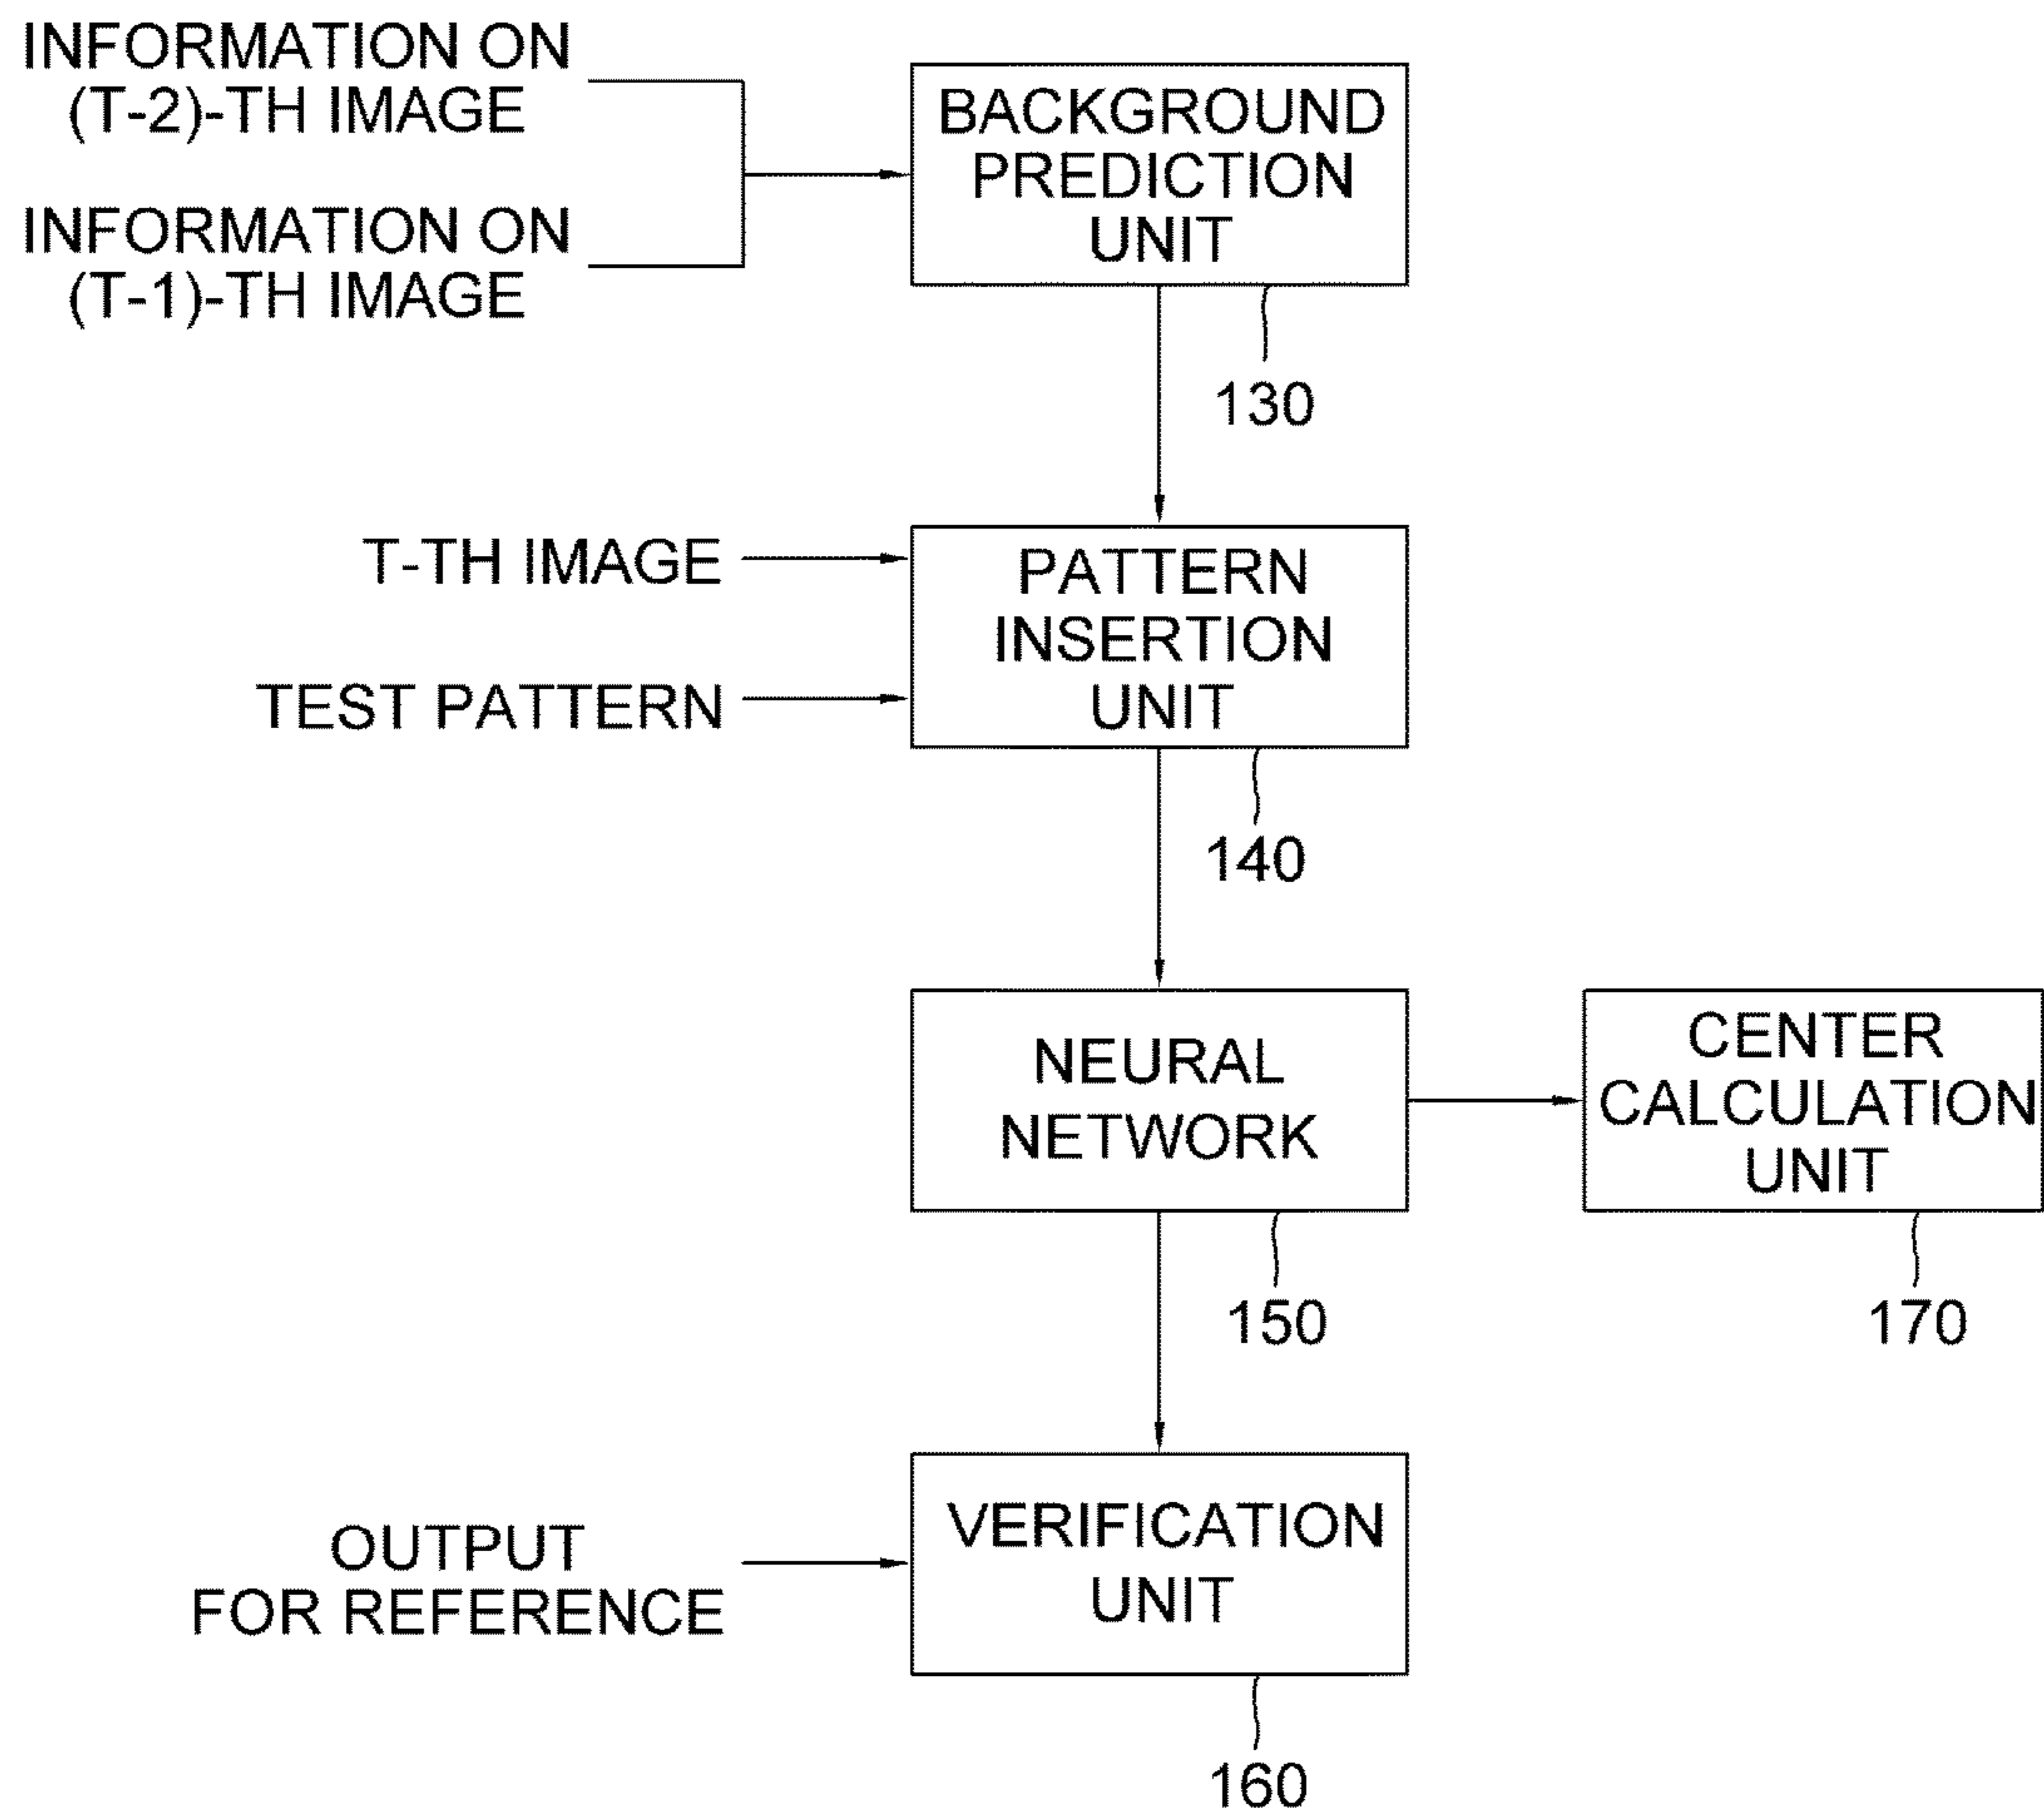 INFORMATION ON
(T-2)-TH IMAGE
INFORMATION ON
(T-1)-TH IMAGE
BACKGROUND
PREDICTION
UNIT
130
T-TH IMAGE
TEST PATTERN
PATTERN
INSERTION
UNIT
140
NEURAL
NETWORK
150
CENTER
CALCULATION
UNIT
170
OUTPUT
FOR REFERENCE
VERIFICATION
UNIT
160